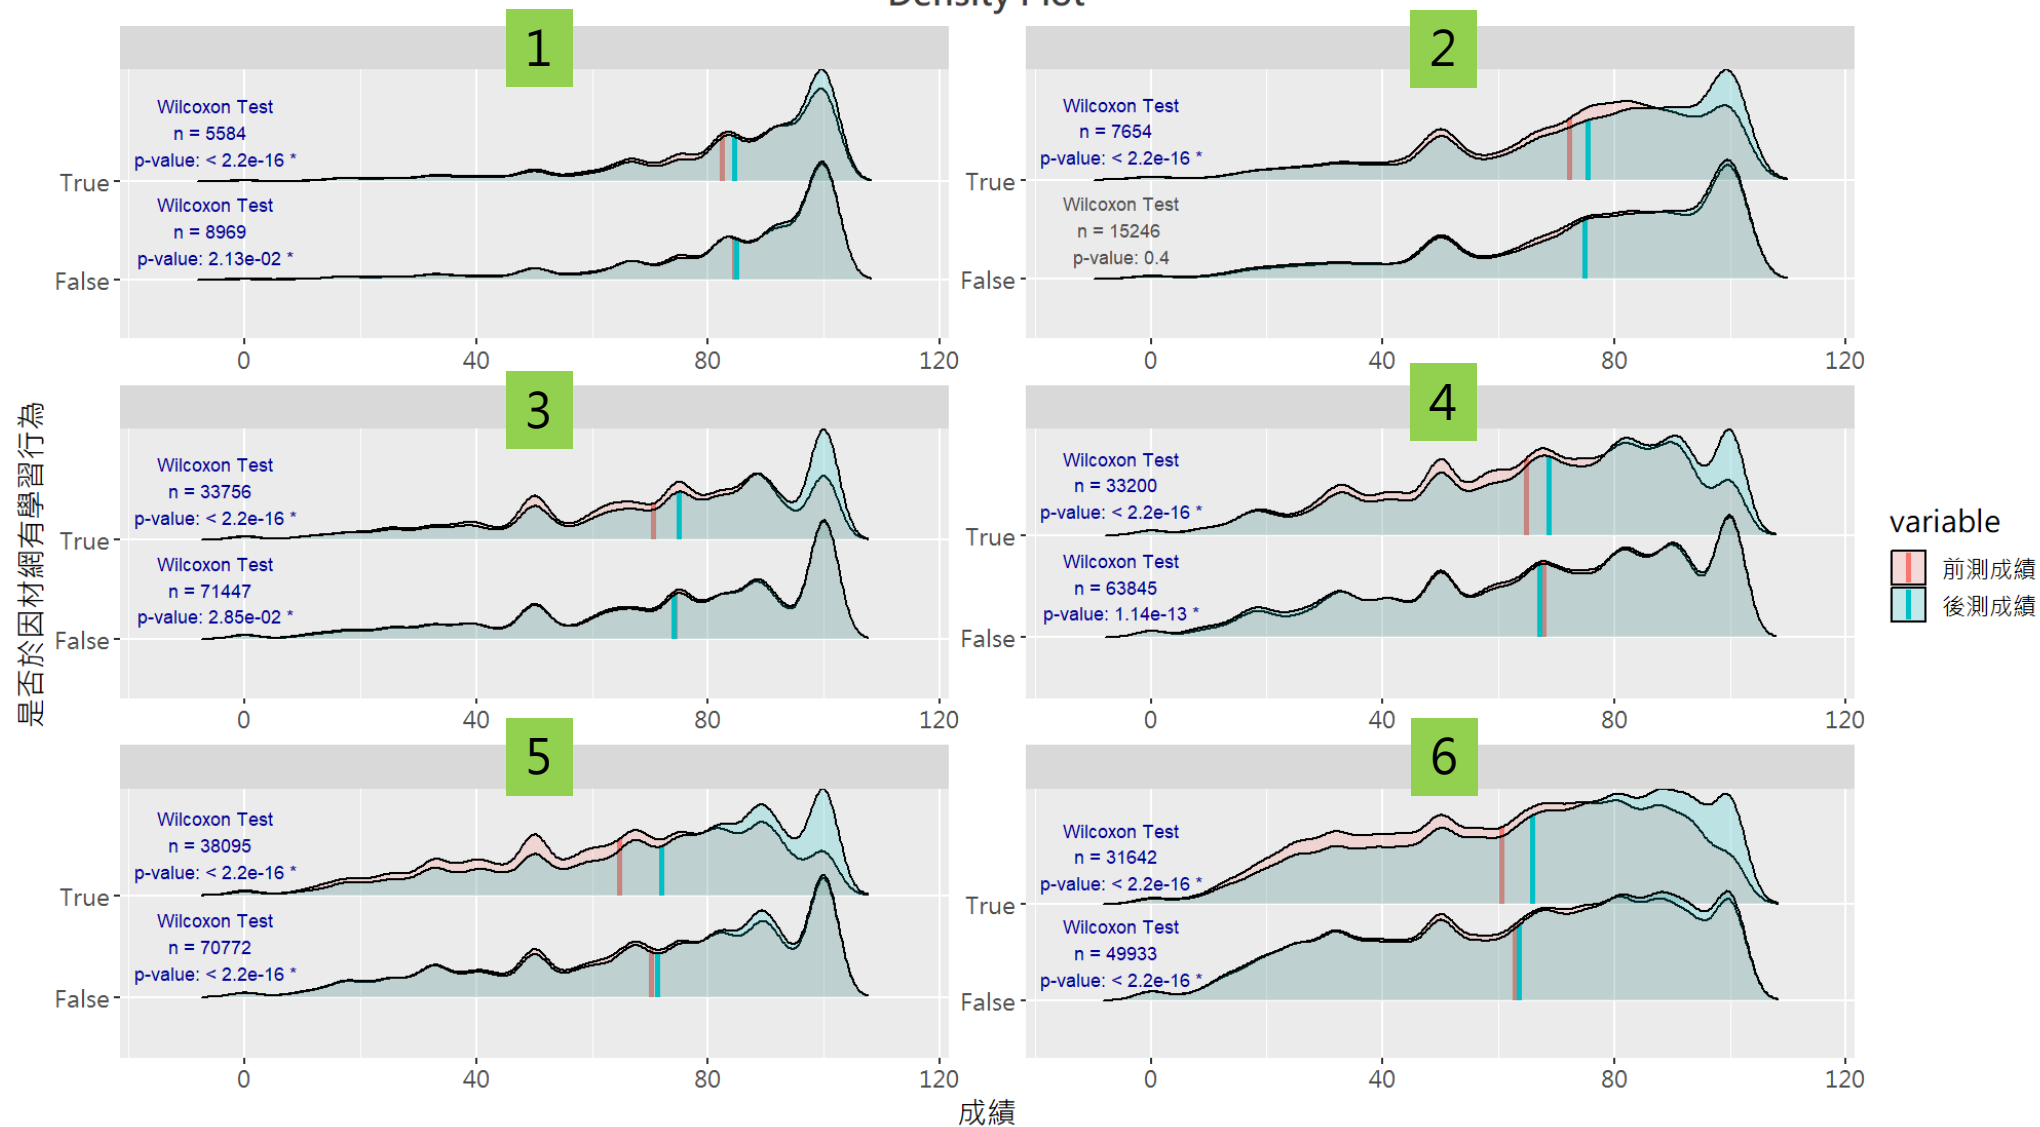 Density Plot
1
Wilcoxon Test
n = 5584
p-value: < 2.2e-16 *
True
Wilcoxon Test
n = 8969
p-value: 2.13e-02 *
False
0 40 80 120
2
Wilcoxon Test
n = 7654
p-value: < 2.2e-16 *
True
Wilcoxon Test
n = 15246
p-value: 0.4
False
0 40 80 120
是否於因材網有學習行為
3
Wilcoxon Test
n = 33756
p-value: < 2.2e-16 *
True
Wilcoxon Test
n = 71447
p-value: 2.85e-02 *
False
0 40 80 120
4
Wilcoxon Test
n = 33200
p-value: < 2.2e-16 *
True
Wilcoxon Test
n = 63845
p-value: 1.14e-13 *
False
0 40 80 120
variable
前測成績
後測成績
5
Wilcoxon Test
n = 38095
p-value: < 2.2e-16 *
True
Wilcoxon Test
n = 70772
p-value: < 2.2e-16 *
False
0 40 80 120
6
Wilcoxon Test
n = 31642
p-value: < 2.2e-16 *
True
Wilcoxon Test
n = 49933
p-value: < 2.2e-16 *
False
0 40 80 120
成績